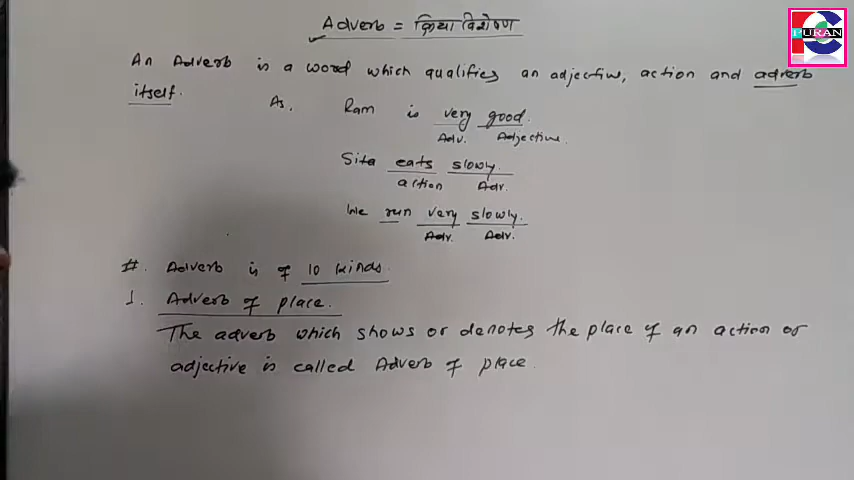 PURAN
Adverb = क्रिया विशेषण
An Adverb is a word which qualifies an adjective, action and adverb
itself. As, Ram is very good.
Adv. Adjective.
Sita eats slowly.
action Adv.
We run very slowly.
Adv. Adv.
#. Adverb is of 10 kinds.
1. Adverb of place.
The adverb which shows or denotes the place of an action or
adjective is called Adverb of place.